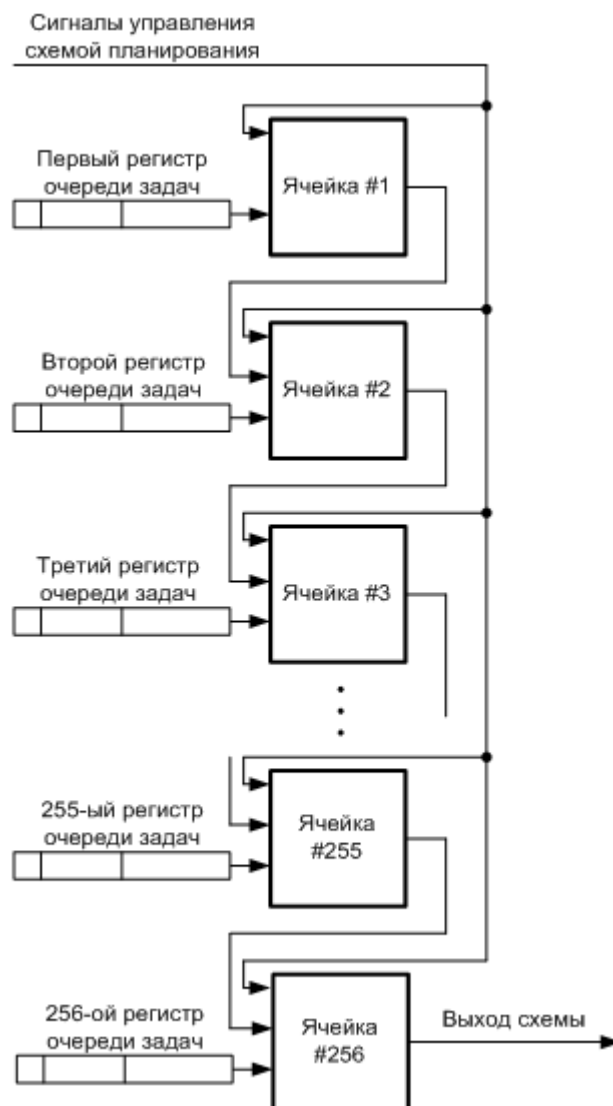 Сигналы управления
схемой планирования
Первый регистр
очереди задач
Ячейка #1
Второй регистр
очереди задач
Ячейка #2
Третий регистр
очереди задач
Ячейка #3
255-ый регистр
очереди задач
Ячейка
#255
256-ой регистр
очереди задач
Ячейка
#256
Выход схемы